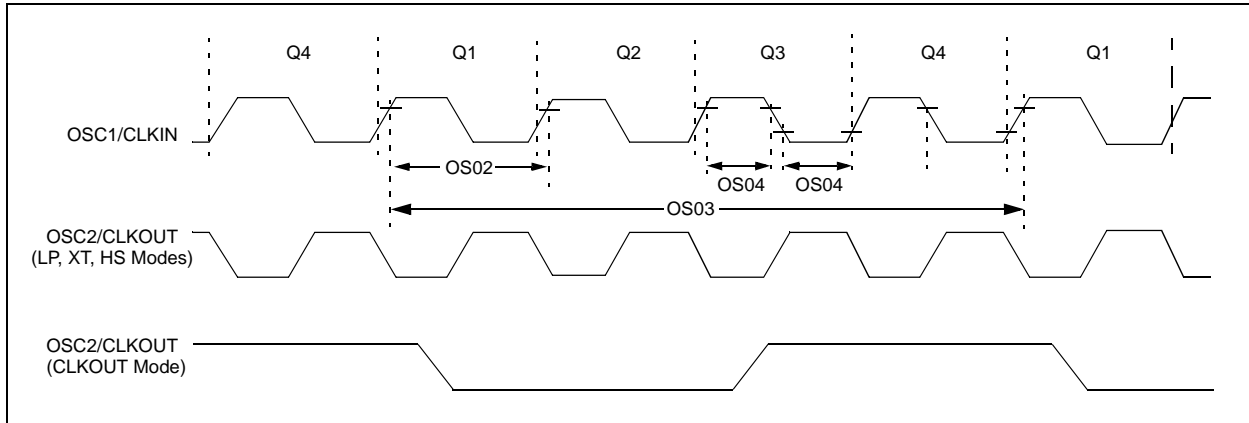 Q4 Q1 Q2 Q3 Q4 Q1
OSC1/CLKIN
OS02
OS04 OS04
OS03
OSC2/CLKOUT
(LP, XT, HS Modes)
OSC2/CLKOUT
(CLKOUT Mode)